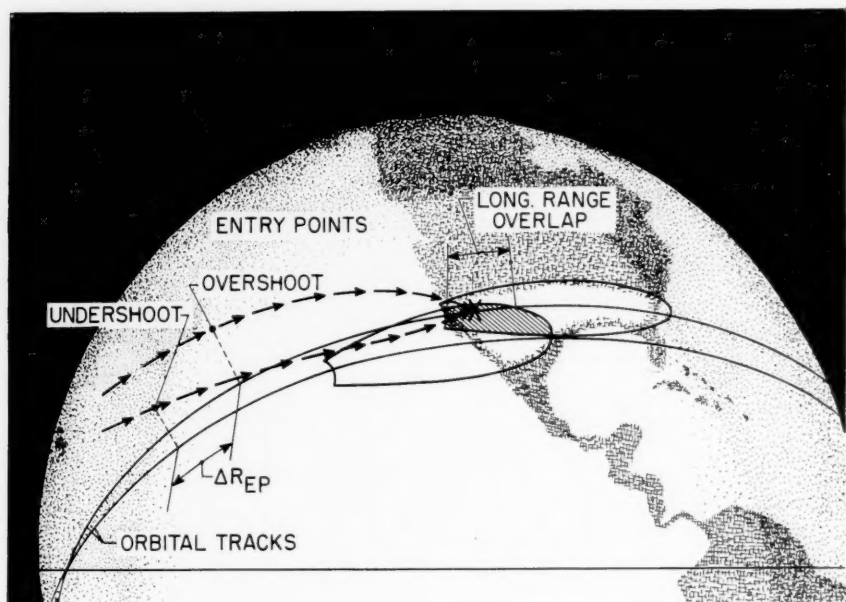 LONG. RANGE
OVERLAP
ENTRY POINTS
OVERSHOOT
UNDERSHOOT
ΔR_EP
ORBITAL TRACKS